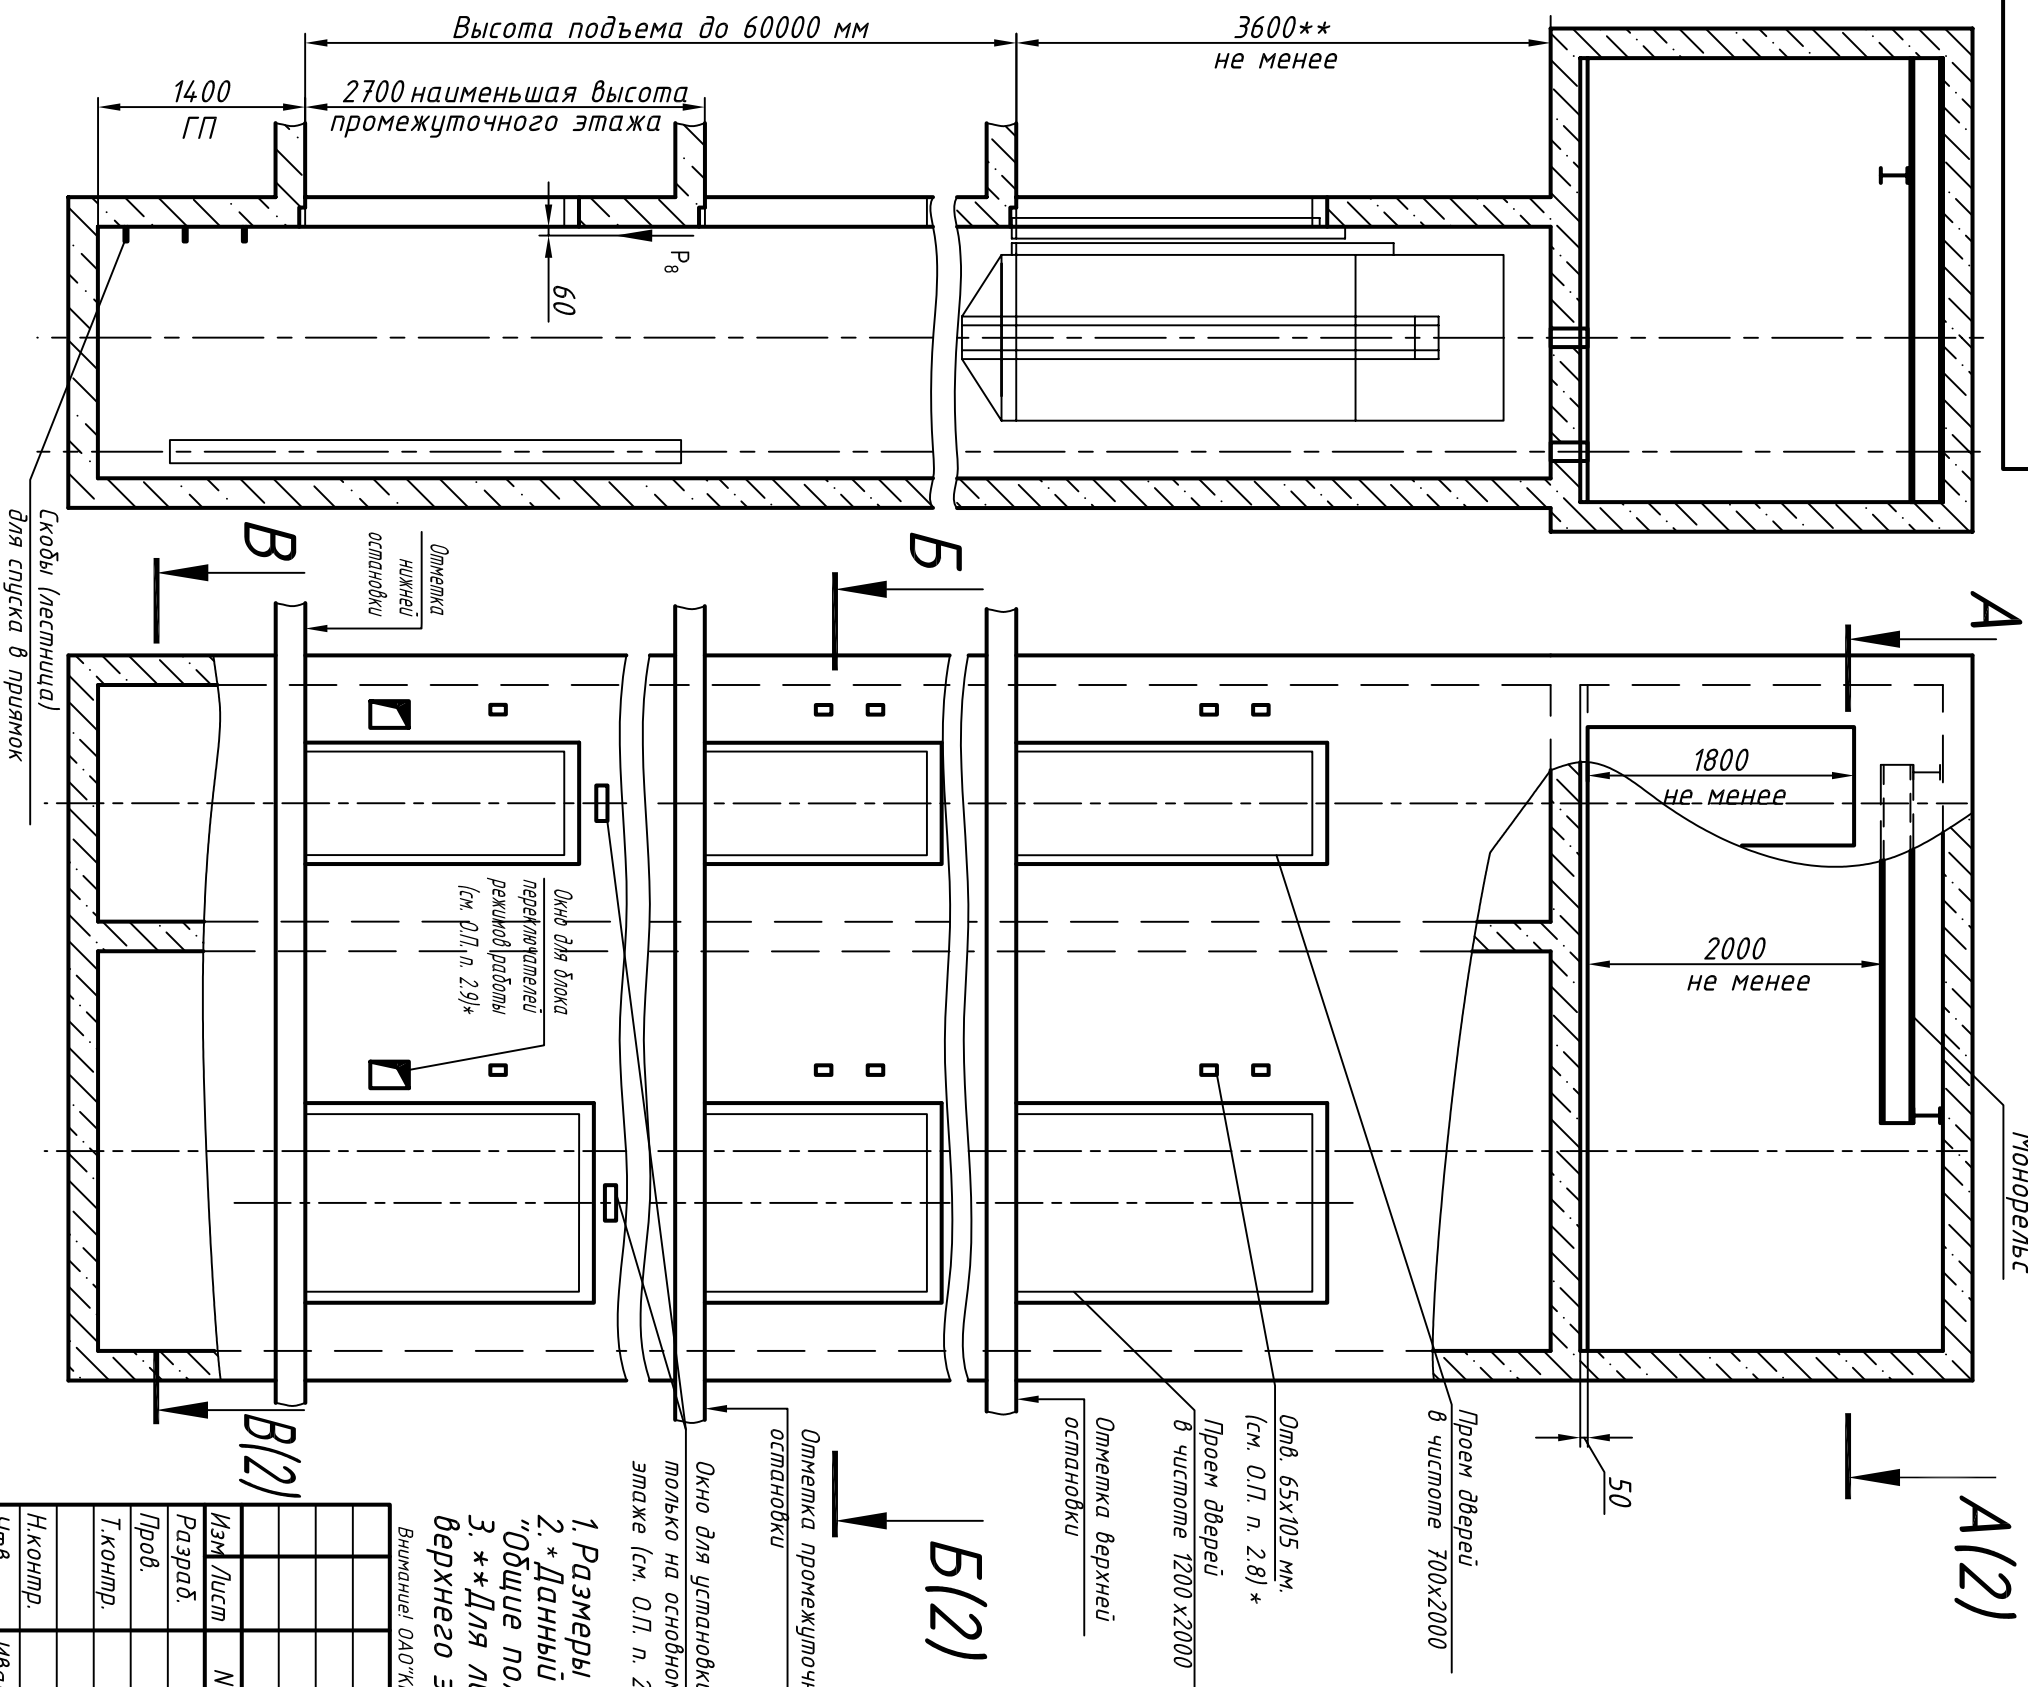 Высота подъема до 60000 мм
3600**
не менее
1400
ГП
2700 наименьшая высота
промежуточного этажа
P8
60
Скобы (лестница)
для спуска в приямок
В
Б
А
Отметка
нижней
остановки
1800
не менее
2000
не менее
Монорельс
Окно для блока
переключателей
режимов работы
(см. О.П. п. 2.9)*
50
Проем дверей
в чистоте 700х2000
Отв. 65х105 мм.
(см. О.П. п. 2.8)*
Проем дверей
в чистоте 1200х2000
Отметка верхней
остановки
Отметка
остановки
Окно для
только на основном
этаже (см. О.П. п.
В(2)
Б(2)
А(2)
1. Размеры
2.* Данный
"Общие
3. **Для
верхнего
Внимание! ОАО"К
Изм Лист N
Разраб.
Пров.
Т.контр.
Н.контр.